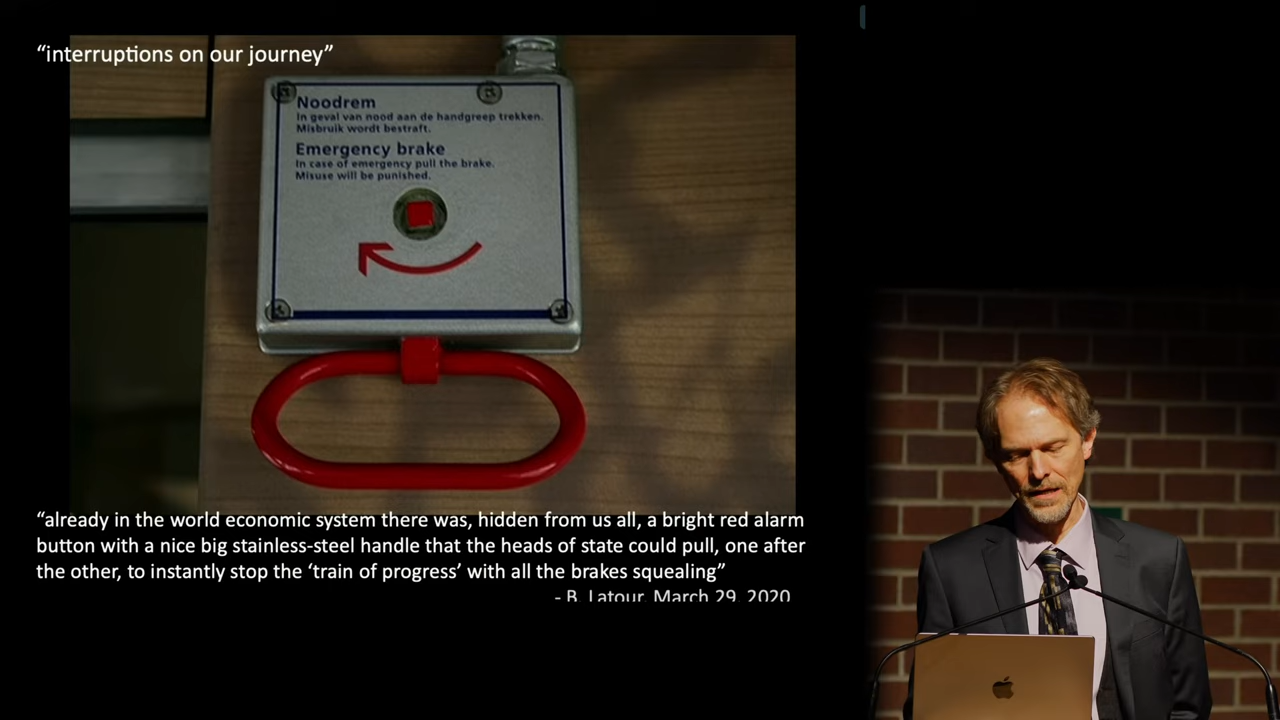 “interruptions on our journey”
Noodrem
In geval van nood aan de handgreep trekken.
Misbruik wordt bestraft.
Emergency brake
In case of emergency pull the brake.
Misuse will be punished.
“already in the world economic system there was, hidden from us all, a bright red alarm
button with a nice big stainless-steel handle that the heads of state could pull, one after
the other, to instantly stop the ‘train of progress’ with all the brakes squealing”
- B. Latour, March 29, 2020